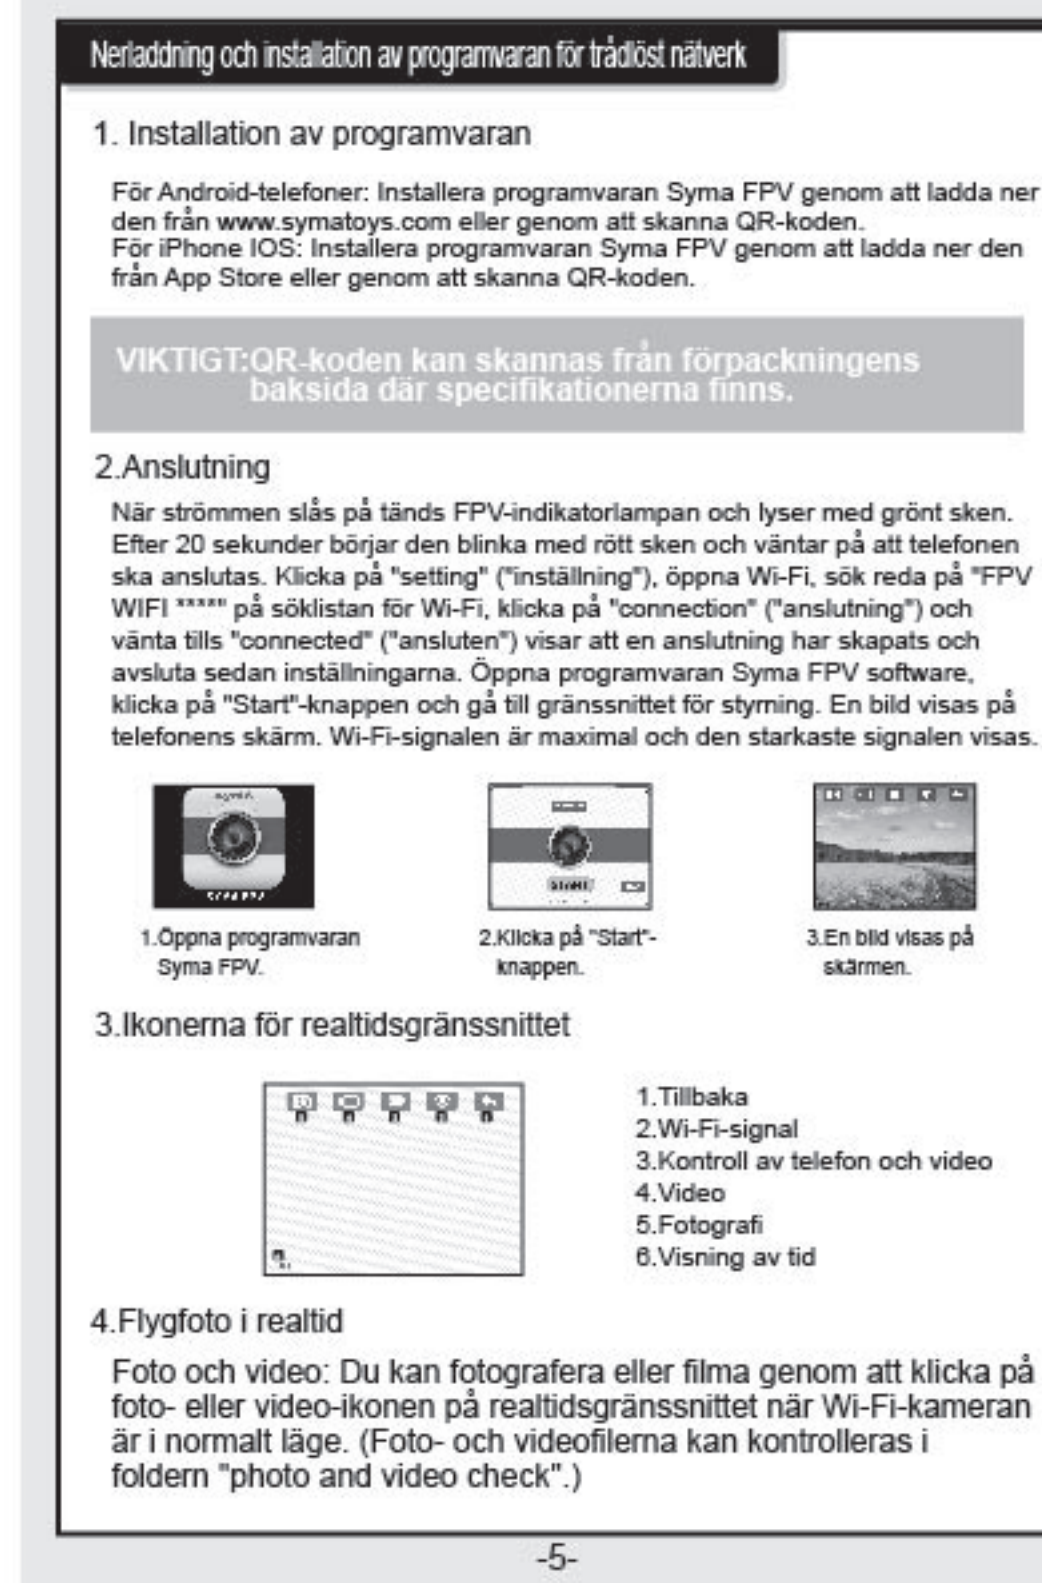 Nerladdning och installation av programvaran för trådlöst nätverk
1. Installation av programvaran
För Android-telefoner: Installera programvaran Syma FPV genom att ladda ner
den från www.symatoys.com eller genom att skanna QR-koden.
För iPhone IOS: Installera programvaran Syma FPV genom att ladda ner den
från App Store eller genom att skanna QR-koden.
VIKTIGT:QR-koden kan skannas från förpackningens
baksida där specifikationerna finns.
2.Anslutning
När strömmen slås på tänds FPV-indikatorlampan och lyser med grönt sken.
Efter 20 sekunder börjar den blinka med rött sken och väntar på att telefonen
ska anslutas. Klicka på "setting" ("inställning"), öppna Wi-Fi, sök reda på "FPV
WIFI *****" på söklistan för Wi-Fi, klicka på "connection" ("anslutning") och
vänta tills "connected" ("ansluten") visar att en anslutning har skapats och
avsluta sedan inställningarna. Öppna programvaran Syma FPV software,
klicka på "Start"-knappen och gå till gränssnittet för styrning. En bild visas på
telefonens skärm. Wi-Fi-signalen är maximal och den starkaste signalen visas.
SYMA FPV
START
1.Öppna programvaran
Syma FPV.
2.Klicka på "Start"-
knappen.
3.En bild visas på
skärmen.
3.Ikonerna för realtidsgränssnittet
1.Tillbaka
2.Wi-Fi-signal
3.Kontroll av telefon och video
4.Video
5.Fotografi
6.Visning av tid
4.Flygfoto i realtid
Foto och video: Du kan fotografera eller filma genom att klicka på
foto- eller video-ikonen på realtidsgränssnittet när Wi-Fi-kameran
är i normalt läge. (Foto- och videofilerna kan kontrolleras i
foldern "photo and video check".)
-5-